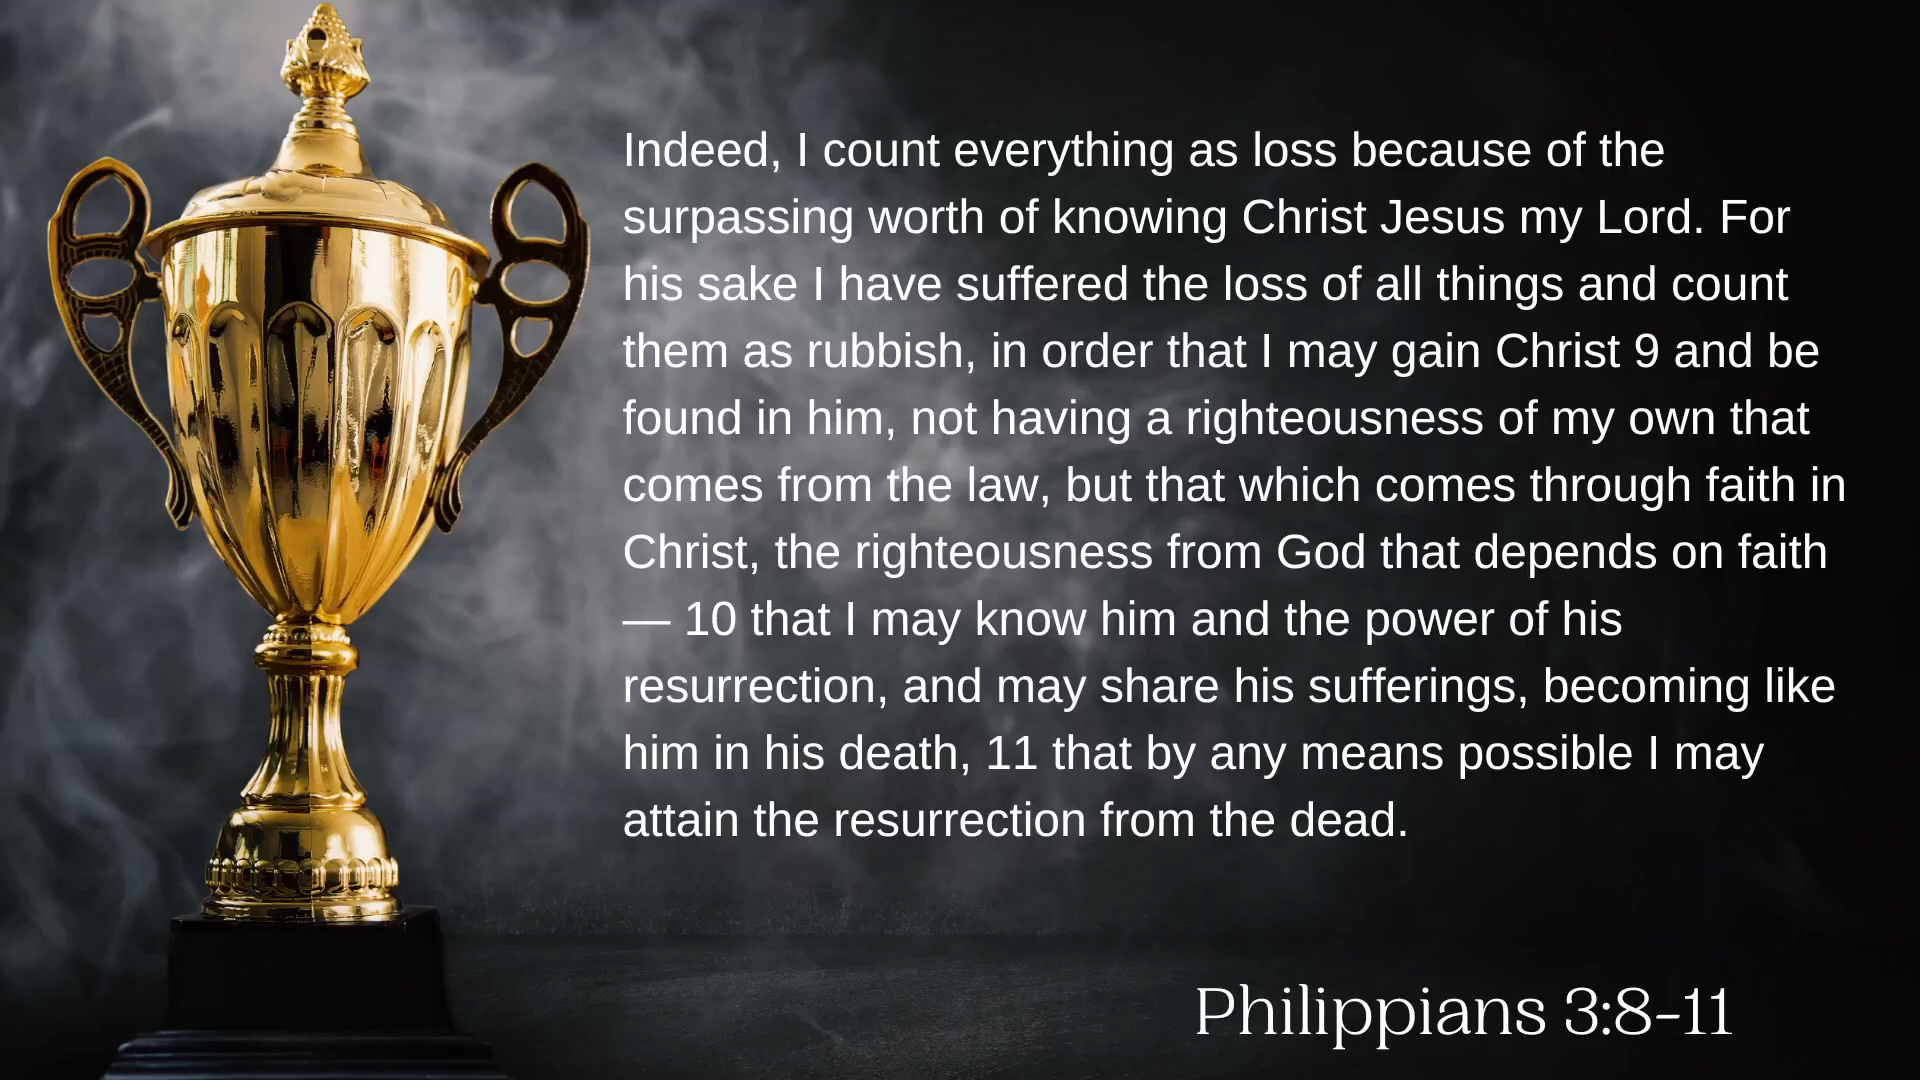 Indeed, I count everything as loss because of the
surpassing worth of knowing Christ Jesus my Lord. For
his sake I have suffered the loss of all things and count
them as rubbish, in order that I may gain Christ 9 and be
found in him, not having a righteousness of my own that
comes from the law, but that which comes through faith in
Christ, the righteousness from God that depends on faith
— 10 that I may know him and the power of his
resurrection, and may share his sufferings, becoming like
him in his death, 11 that by any means possible I may
attain the resurrection from the dead.
Philippians 3:8-11